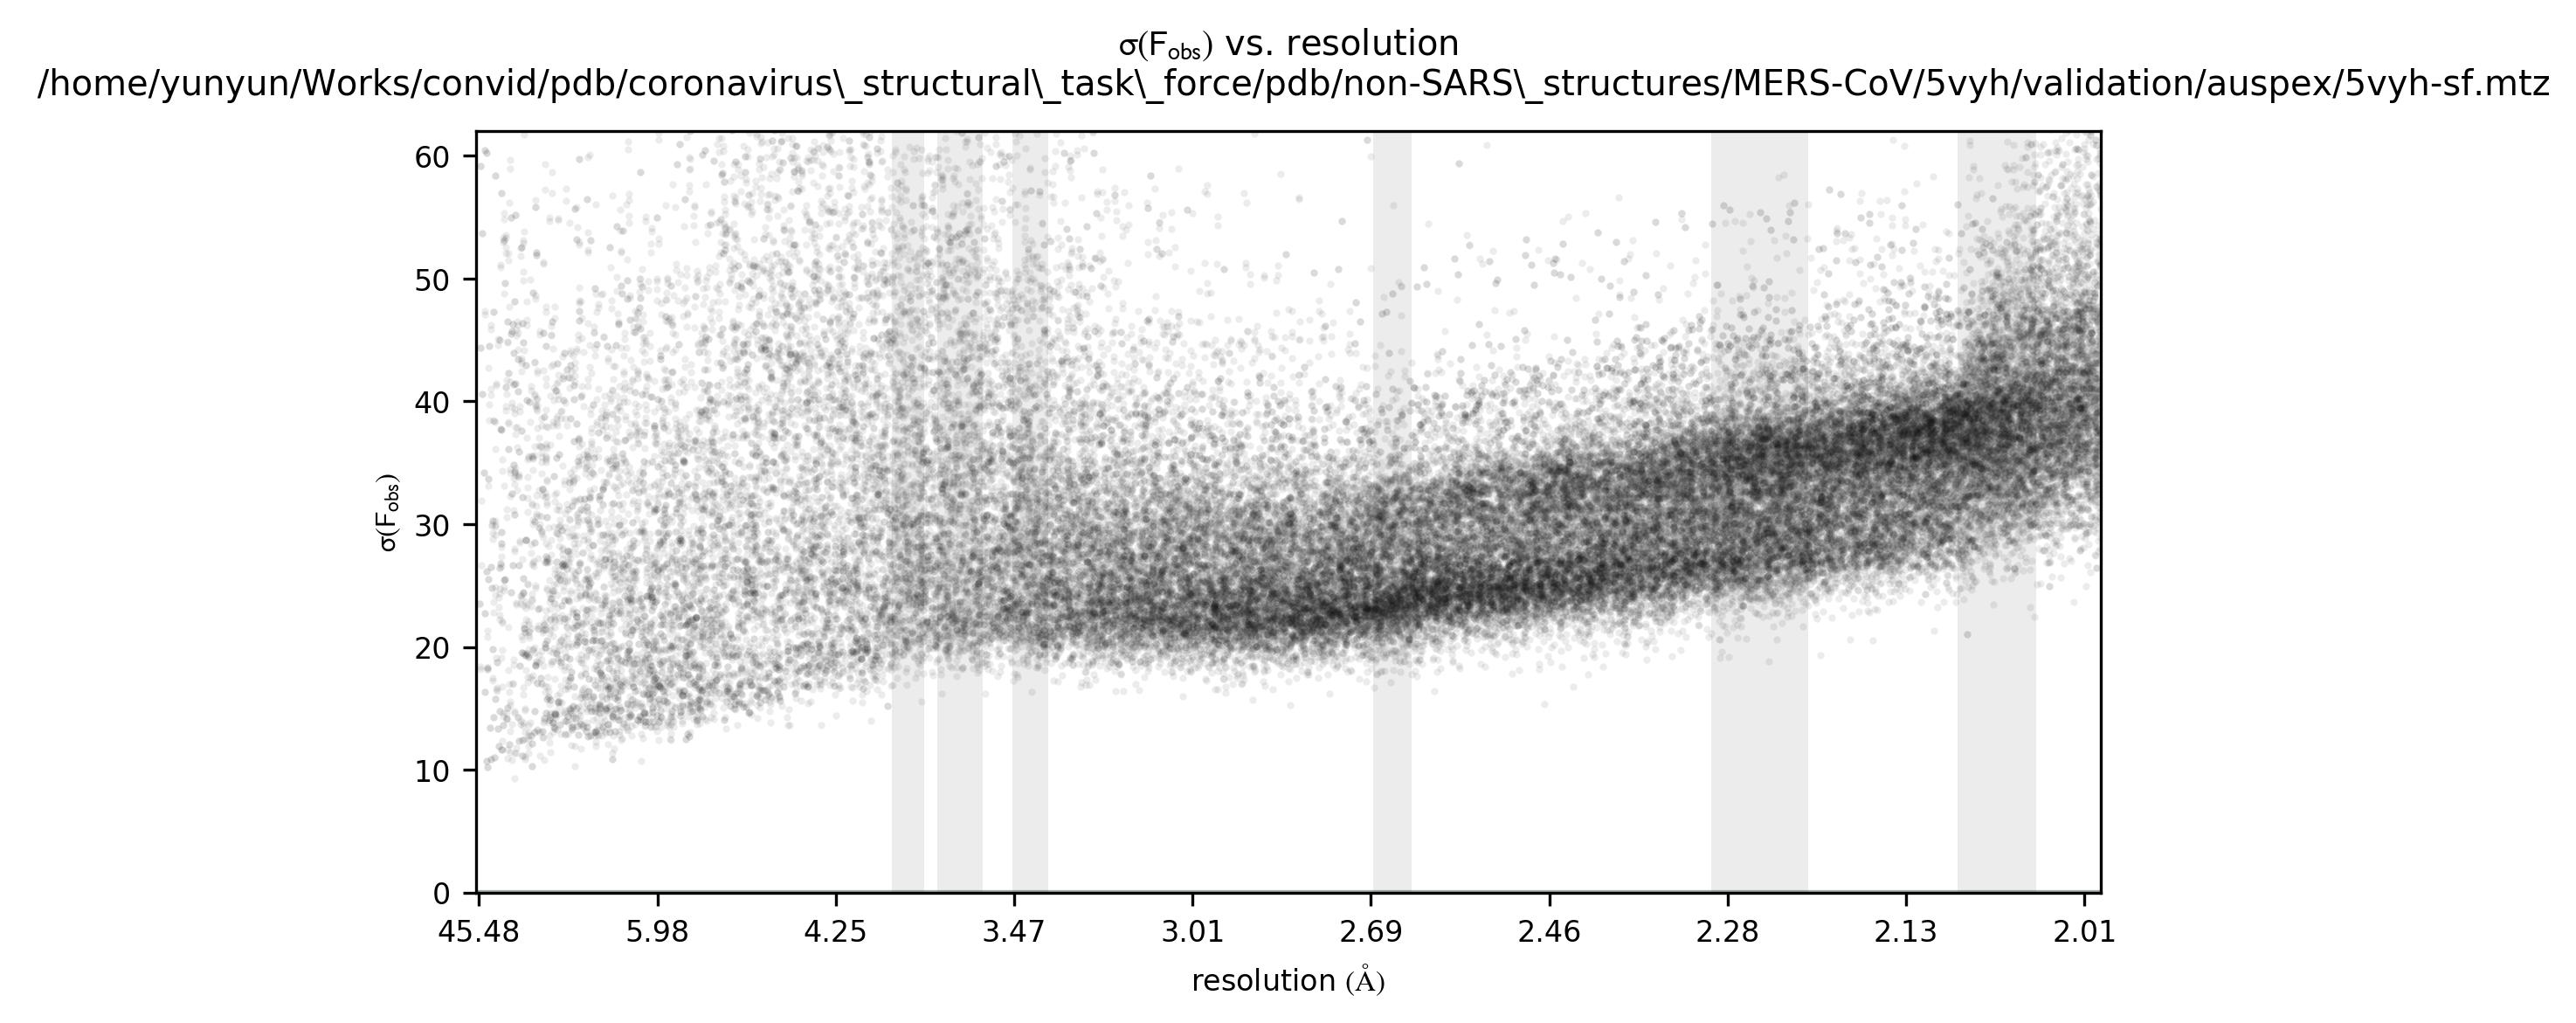 σ(Fobs) vs. resolution
/home/yunyun/Works/convid/pdb/coronavirus\_structural\_task\_force/pdb/non-SARS\_structures/MERS-CoV/5vyh/validation/auspex/5vyh-sf.mtz
60
50
40
30
20
10
0
σ(Fobs)
45.48 5.98 4.25 3.47 3.01 2.69 2.46 2.28 2.13 2.01
resolution (Å)